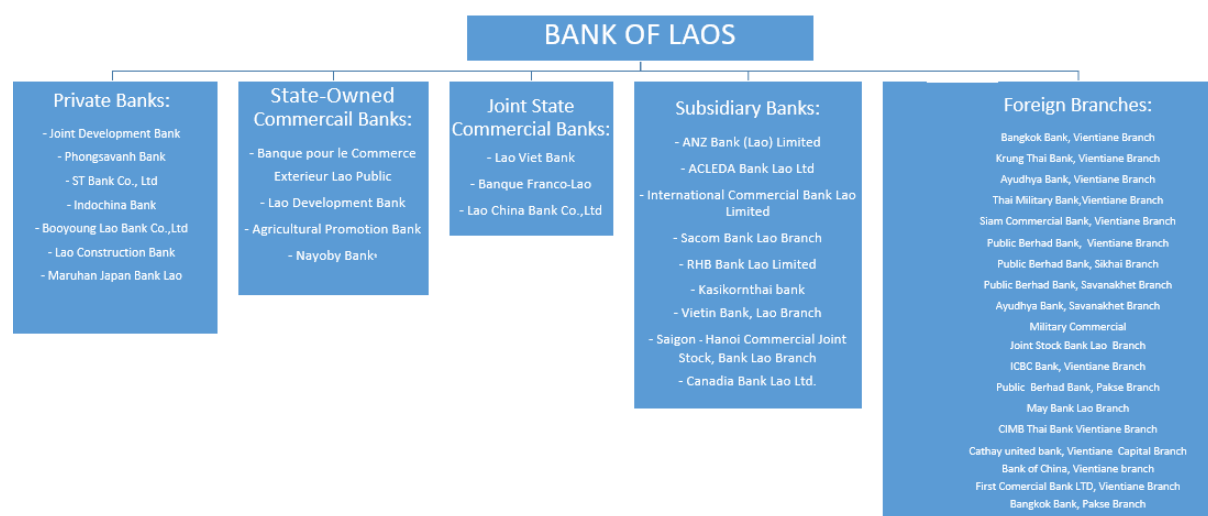 BANK OF LAOS
Private Banks:
- Joint Development Bank
- Phongsavanh Bank
- ST Bank Co., Ltd
- Indochina Bank
- Booyoung Lao Bank Co.,Ltd
- Lao Construction Bank
- Maruhan Japan Bank Lao
State-Owned
Commercail Banks:
- Banque pour le Commerce
Exterieur Lao Public
- Lao Development Bank
- Agricultural Promotion Bank
- Nayoby Bank
Joint State
Commercial Banks:
- Lao Viet Bank
- Banque Franco-Lao
- Lao China Bank Co.,Ltd
Subsidiary Banks:
- ANZ Bank (Lao) Limited
- ACLEDA Bank Lao Ltd
- International Commercial Bank Lao
Limited
- Sacom Bank Lao Branch
- RHB Bank Lao Limited
- Kasikornthai bank
- Vietin Bank, Lao Branch
- Saigon - Hanoi Commercial Joint
Stock, Bank Lao Branch
- Canadia Bank Lao Ltd.
Foreign Branches:
Bangkok Bank, Vientiane Branch
Krung Thai Bank, Vientiane Branch
Ayudhya Bank, Vientiane Branch
Thai Military Bank,Vientiane Branch
Siam Commercial Bank, Vientiane Branch
Public Berhad Bank, Vientiane Branch
Public Berhad Bank, Sikhai Branch
Public Berhad Bank, Savanakhet Branch
Ayudhya Bank, Savanakhet Branch
Military Commercial
Joint Stock Bank Lao Branch
ICBC Bank, Vientiane Branch
Public Berhad Bank, Pakse Branch
May Bank Lao Branch
CIMB Thai Bank Vientiane Branch
Cathay united bank, Vientiane Capital Branch
Bank of China, Vientiane branch
First Comercial Bank LTD, Vientiane Branch
Bangkok Bank, Pakse Branch